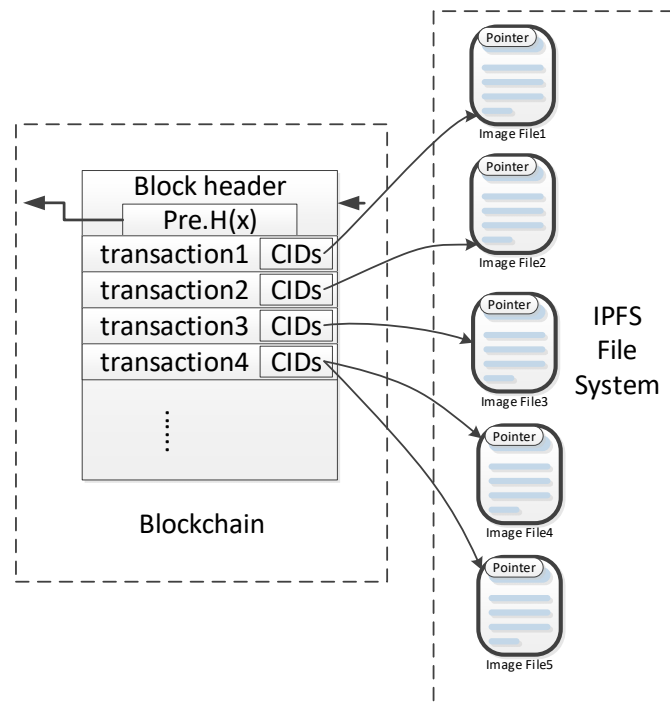 Block header
Pre.H(x)
transaction1 CIDs
transaction2 CIDs
transaction3 CIDs
transaction4 CIDs
......
Blockchain
Pointer
Image File1
Pointer
Image File2
Pointer
Image File3
Pointer
Image File4
Pointer
Image File5
IPFS
File
System